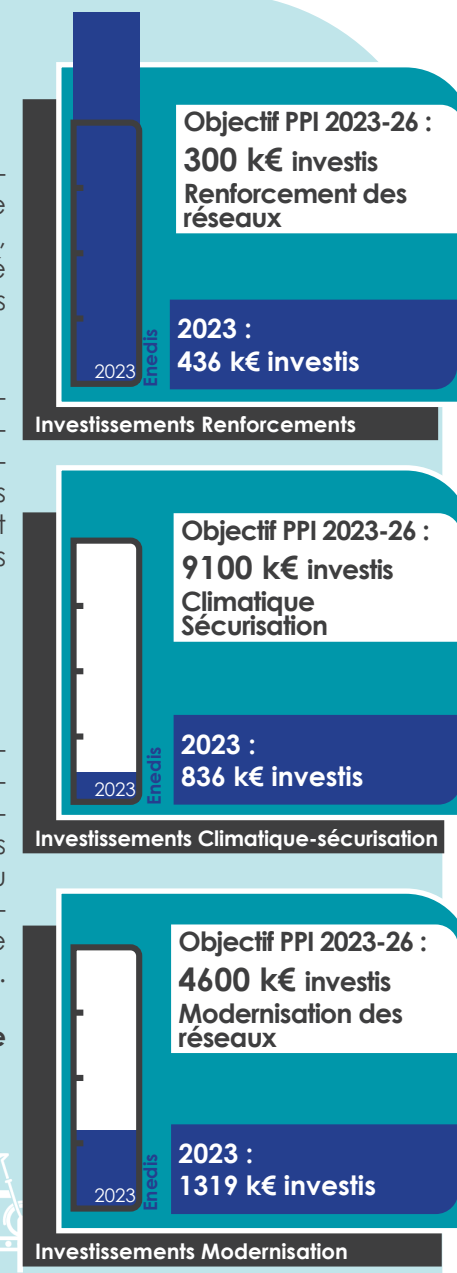 Objectif PPI 2023-26 :
300 k€ investis
Renforcement des
réseaux
2023 :
436 k€ investis
2023
Enedis
Investissements Renforcements
Objectif PPI 2023-26 :
9100 k€ investis
Climatique
Sécurisation
2023 :
836 k€ investis
2023
Enedis
Investissements Climatique-sécurisation
Objectif PPI 2023-26 :
4600 k€ investis
Modernisation des
réseaux
2023 :
1319 k€ investis
2023
Enedis
Investissements Modernisation